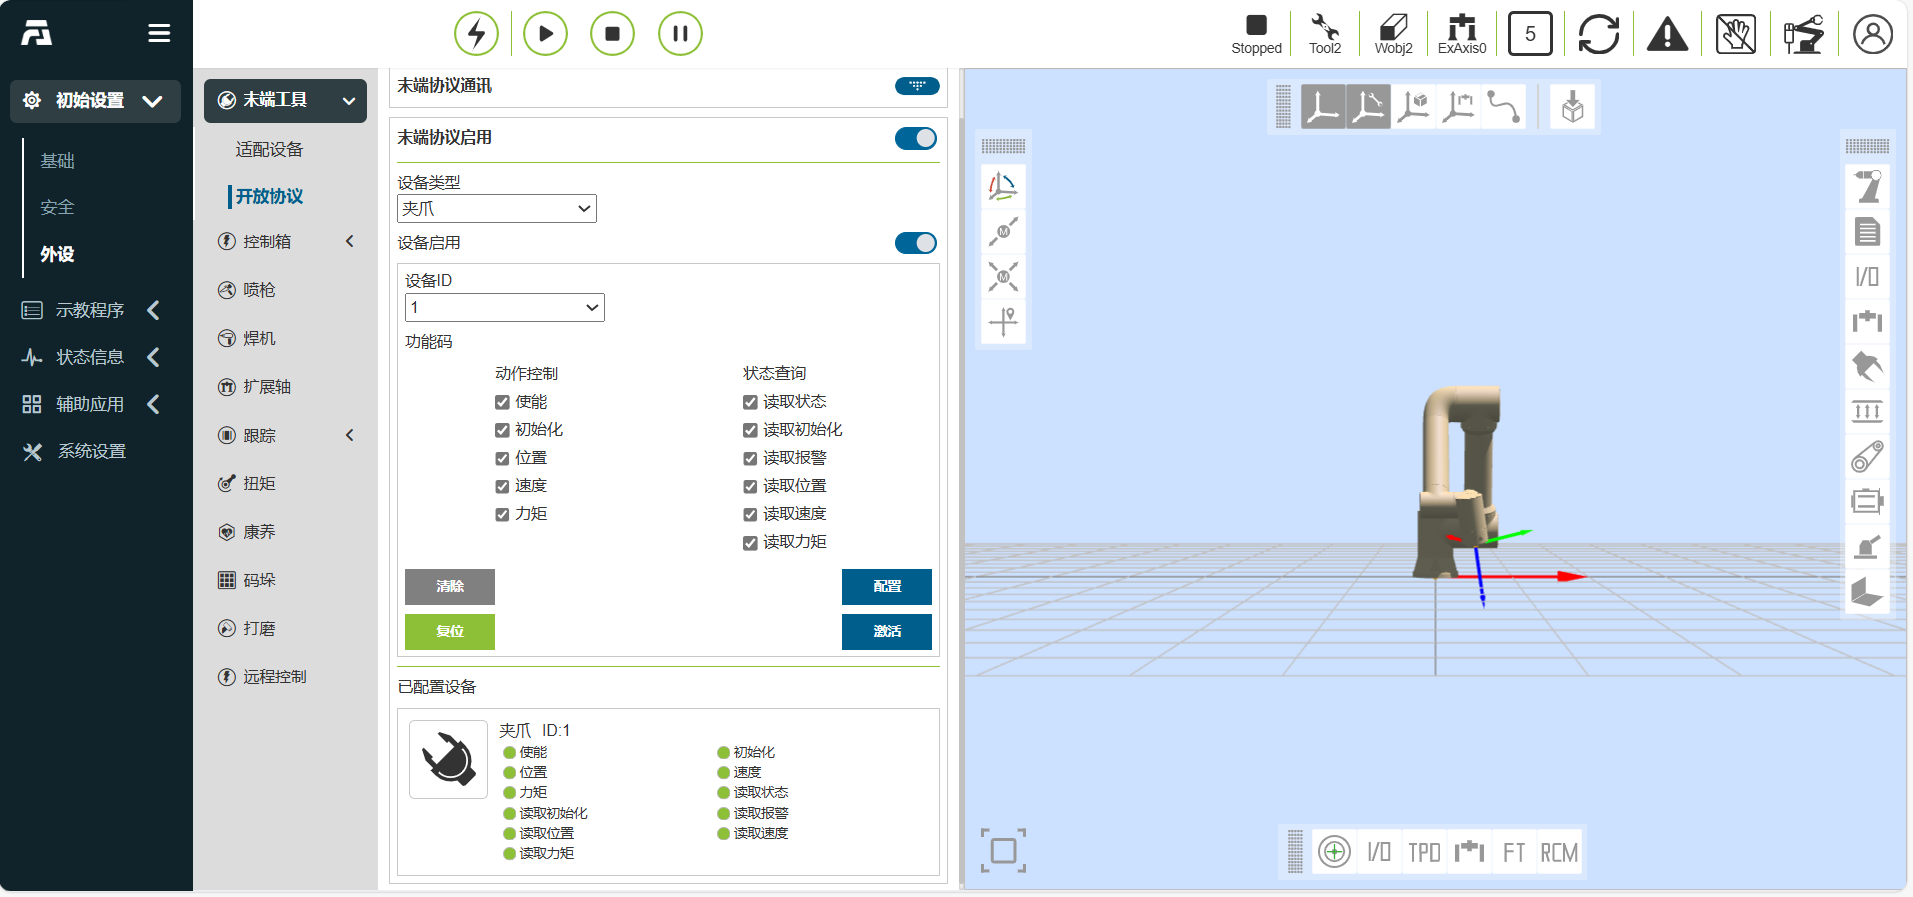 Stopped
Tool2
Wobj2
ExAxis0
5
初始设置
基础
安全
外设
示教程序
状态信息
辅助应用
系统设置
末端工具
适配设备
开放协议
控制箱
喷枪
焊机
扩展轴
跟踪
扭矩
康养
码垛
打磨
远程控制
末端协议通讯
末端协议启用
设备类型
夹爪
设备启用
设备ID
1
功能码
动作控制
使能
初始化
位置
速度
力矩
状态查询
读取状态
读取初始化
读取报警
读取位置
读取速度
读取力矩
清除
配置
复位
激活
已配置设备
夹爪 ID:1
使能 初始化
位置 速度
力矩 读取状态
读取初始化 读取报警
读取位置 读取速度
读取力矩
M
M
I/O
I/O
TPD
FT
RCM